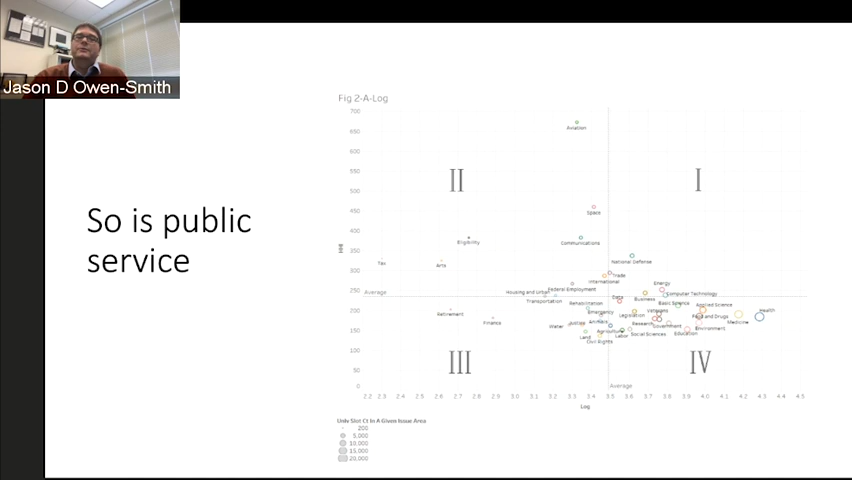 Jason D Owen-Smith
So is public
service
Fig 2-A-Log
700
650
600
550
500
450
400
350
300
250
200
150
100
50
0
HHI
II
I
III
IV
Aviation
Space
Eligibility
Communications
Tax
Arts
National Defense
Trade
International
Federal Employment
Energy
Average
Housing and Urban
Transportation
Data
Business
Computer Technology
Rehabilitation
Basic Science
Applied Science
Retirement
Emergency
Legislation
Veterans
Food and Drugs
Health
Finance
Water
Justice
Animals
Research
Government
Medicine
Agriculture
Environment
Land
Labor
Social Sciences
Education
Civil Rights
Average
2.2 2.3 2.4 2.5 2.6 2.7 2.8 2.9 3.0 3.1 3.2 3.3 3.4 3.5 3.6 3.7 3.8 3.9 4.0 4.1 4.2 4.3 4.4 4.5
Log
Univ Slot Ct In A Given Issue Area
200
5,000
10,000
15,000
20,000